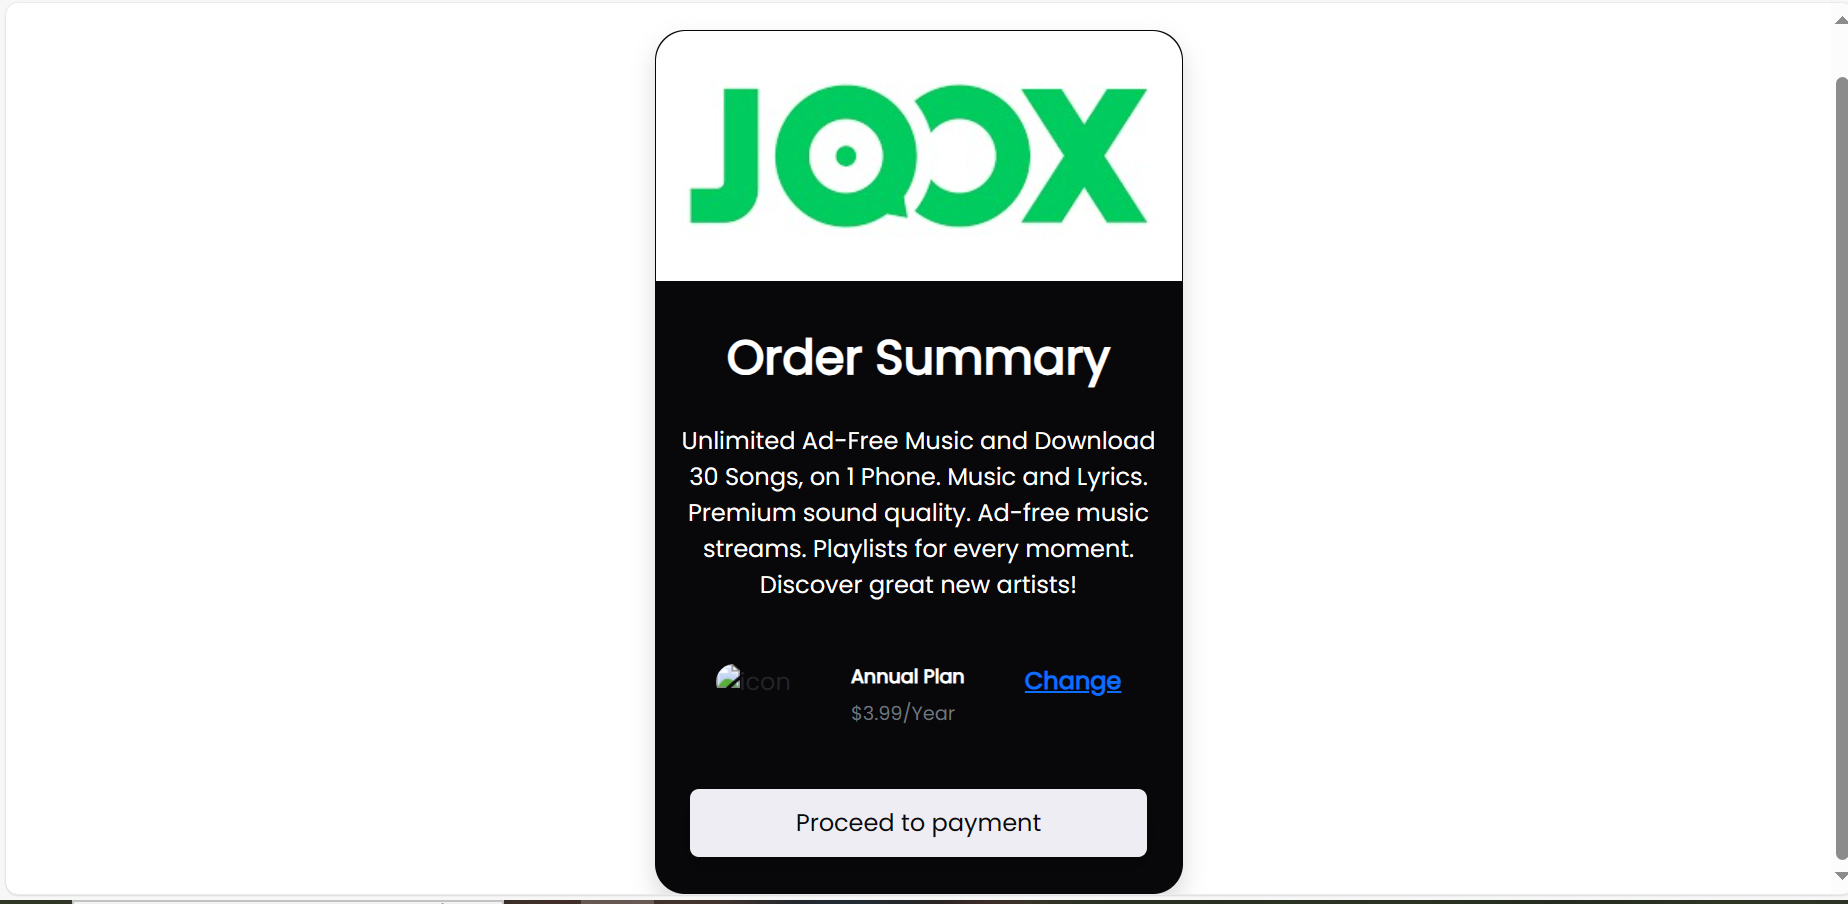 JOOX
Order Summary
Unlimited Ad-Free Music and Download
30 Songs, on 1 Phone. Music and Lyrics.
Premium sound quality. Ad-free music
streams. Playlists for every moment.
Discover great new artists!
icon
Annual Plan
Change
$3.99/Year
Proceed to payment